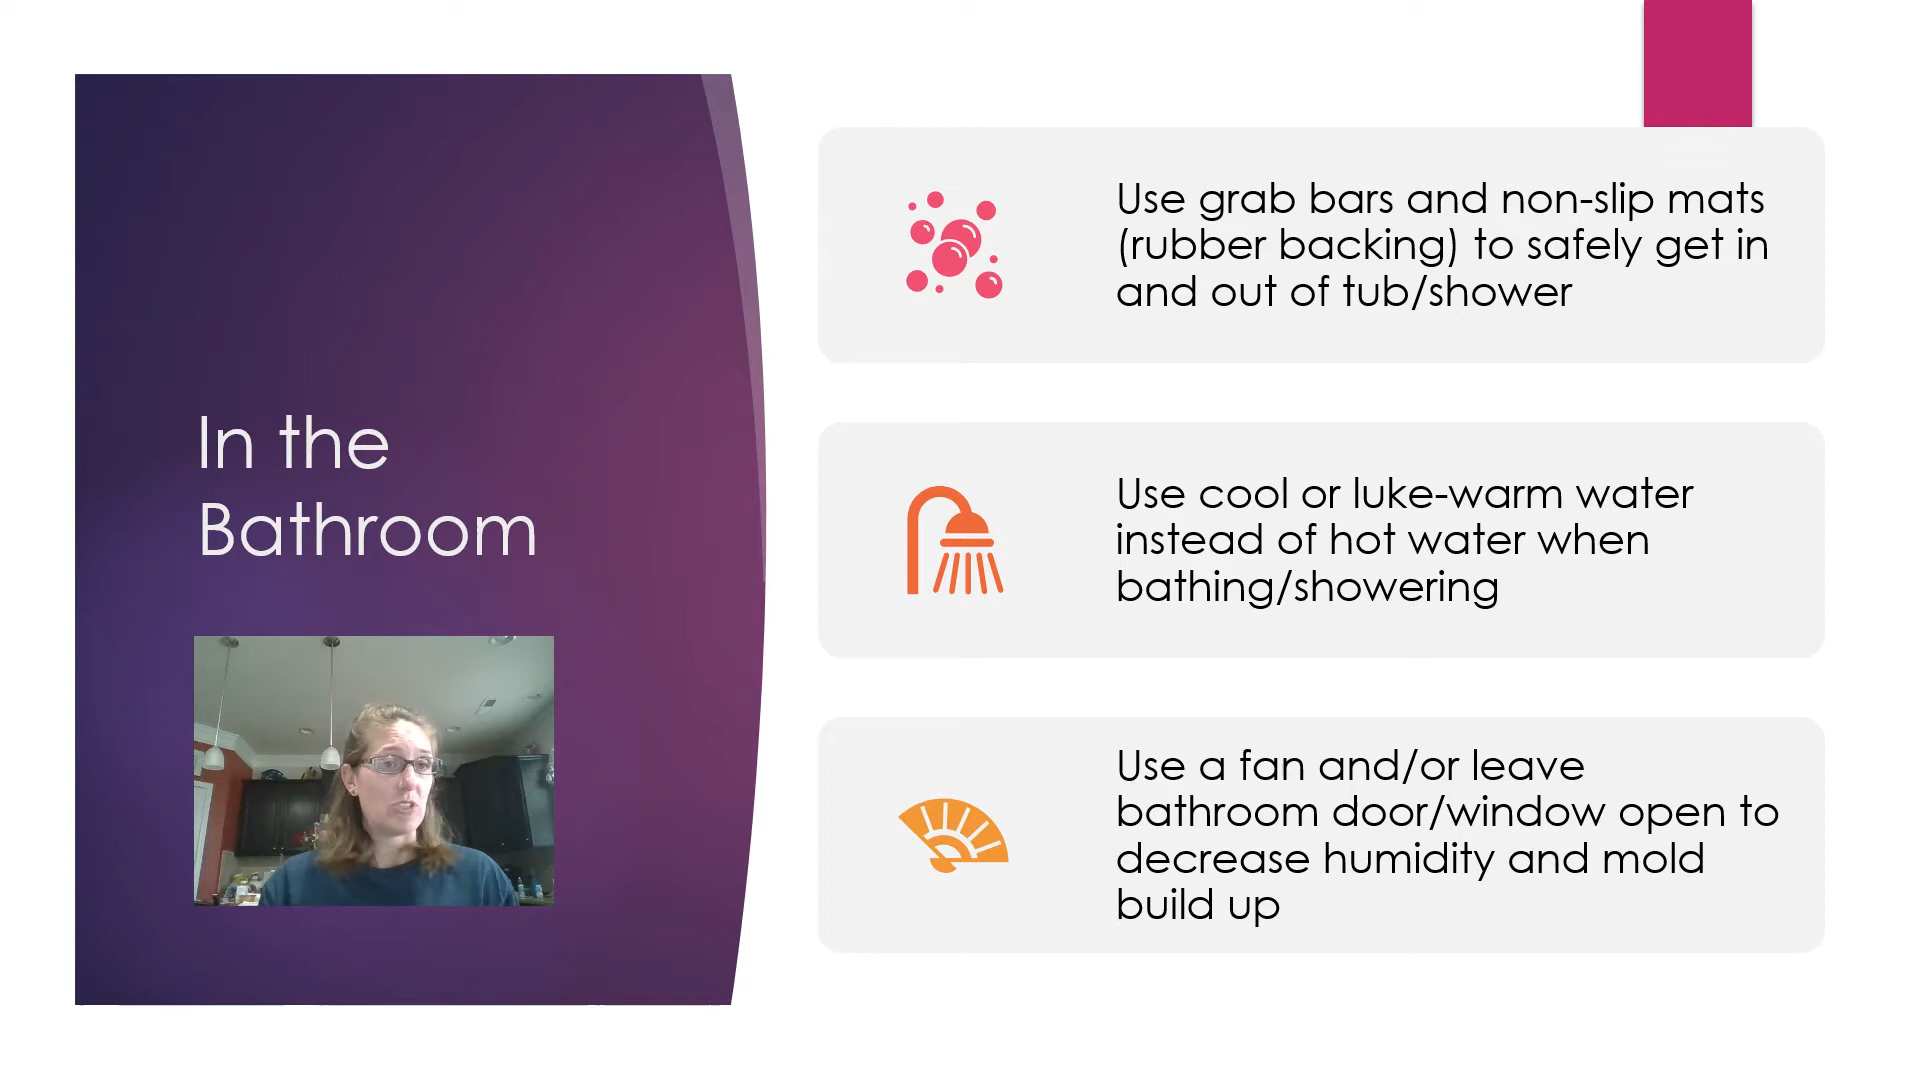 In the
Bathroom
Use grab bars and non-slip mats
(rubber backing) to safely get in
and out of tub/shower
Use cool or luke-warm water
instead of hot water when
bathing/showering
Use a fan and/or leave
bathroom door/window open to
decrease humidity and mold
build up